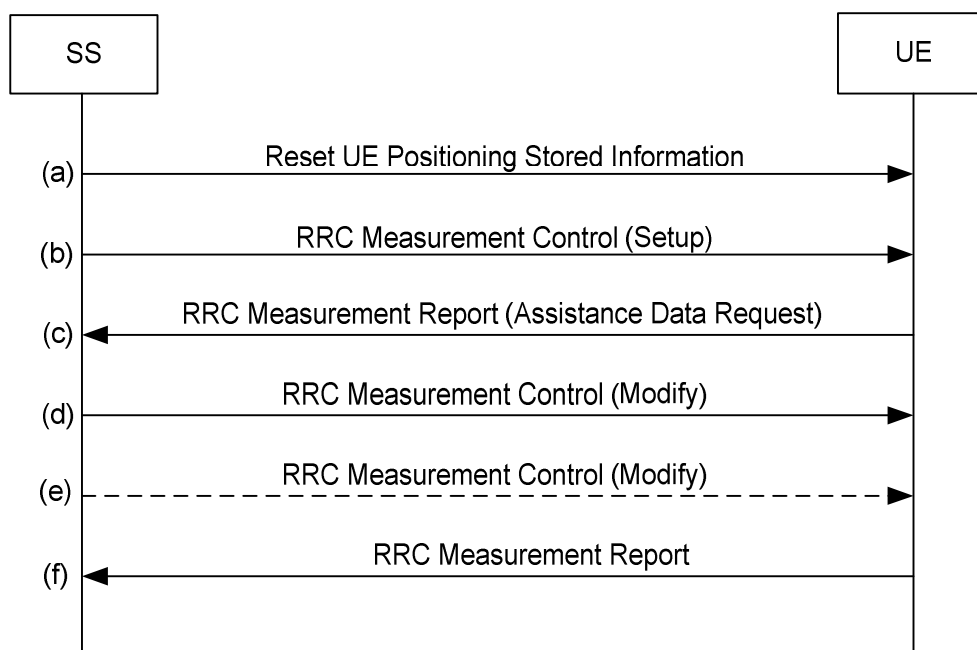 SS
UE
(a)
Reset UE Positioning Stored Information
(b)
RRC Measurement Control (Setup)
(c)
RRC Measurement Report (Assistance Data Request)
(d)
RRC Measurement Control (Modify)
(e)
RRC Measurement Control (Modify)
(f)
RRC Measurement Report